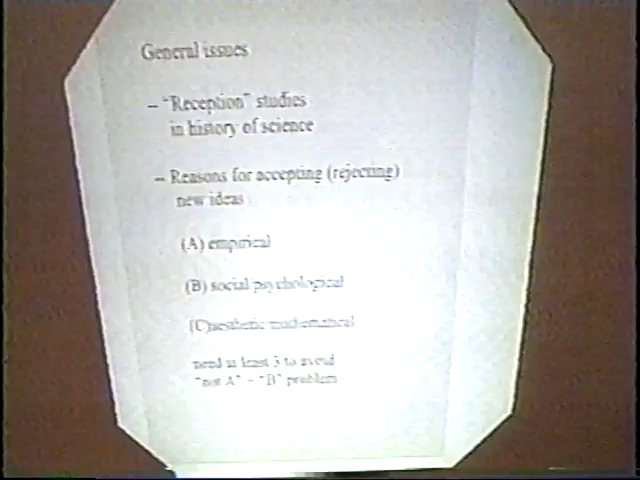 General issues
– "Reception" studies
in history of science
– Reasons for accepting (rejecting)
new ideas
(A) empirical
(B) social psychological
(C)aesthetic mathematical
need at least 3 to avoid
"not A" = "B" problem